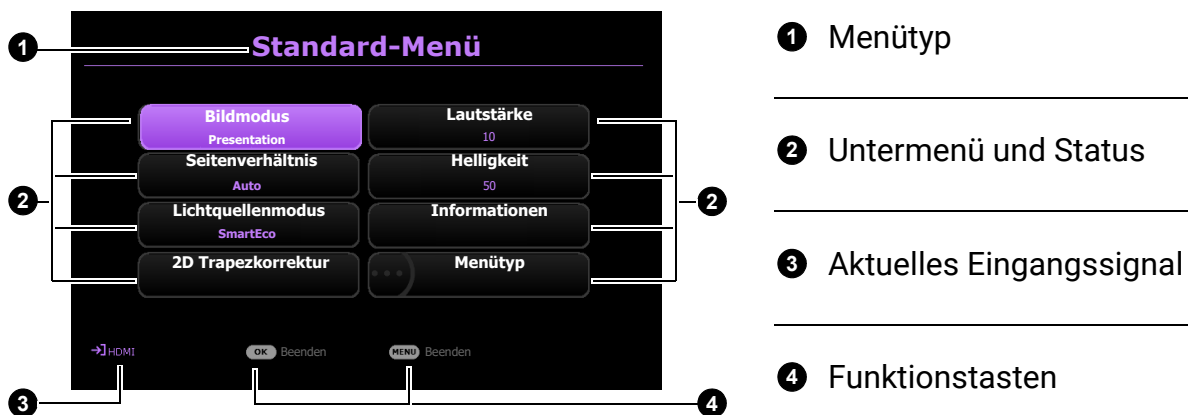 1 Standard-Menü
Bildmodus
Presentation
Lautstärke
10
Seitenverhältnis
Auto
Helligkeit
50
2 2
Lichtquellenmodus
SmartEco
Informationen
2D Trapezkorrektur
Menütyp
HDMI OK Beenden MENU Beenden
3 4
1 Menütyp
2 Untermenü und Status
3 Aktuelles Eingangssignal
4 Funktionstasten